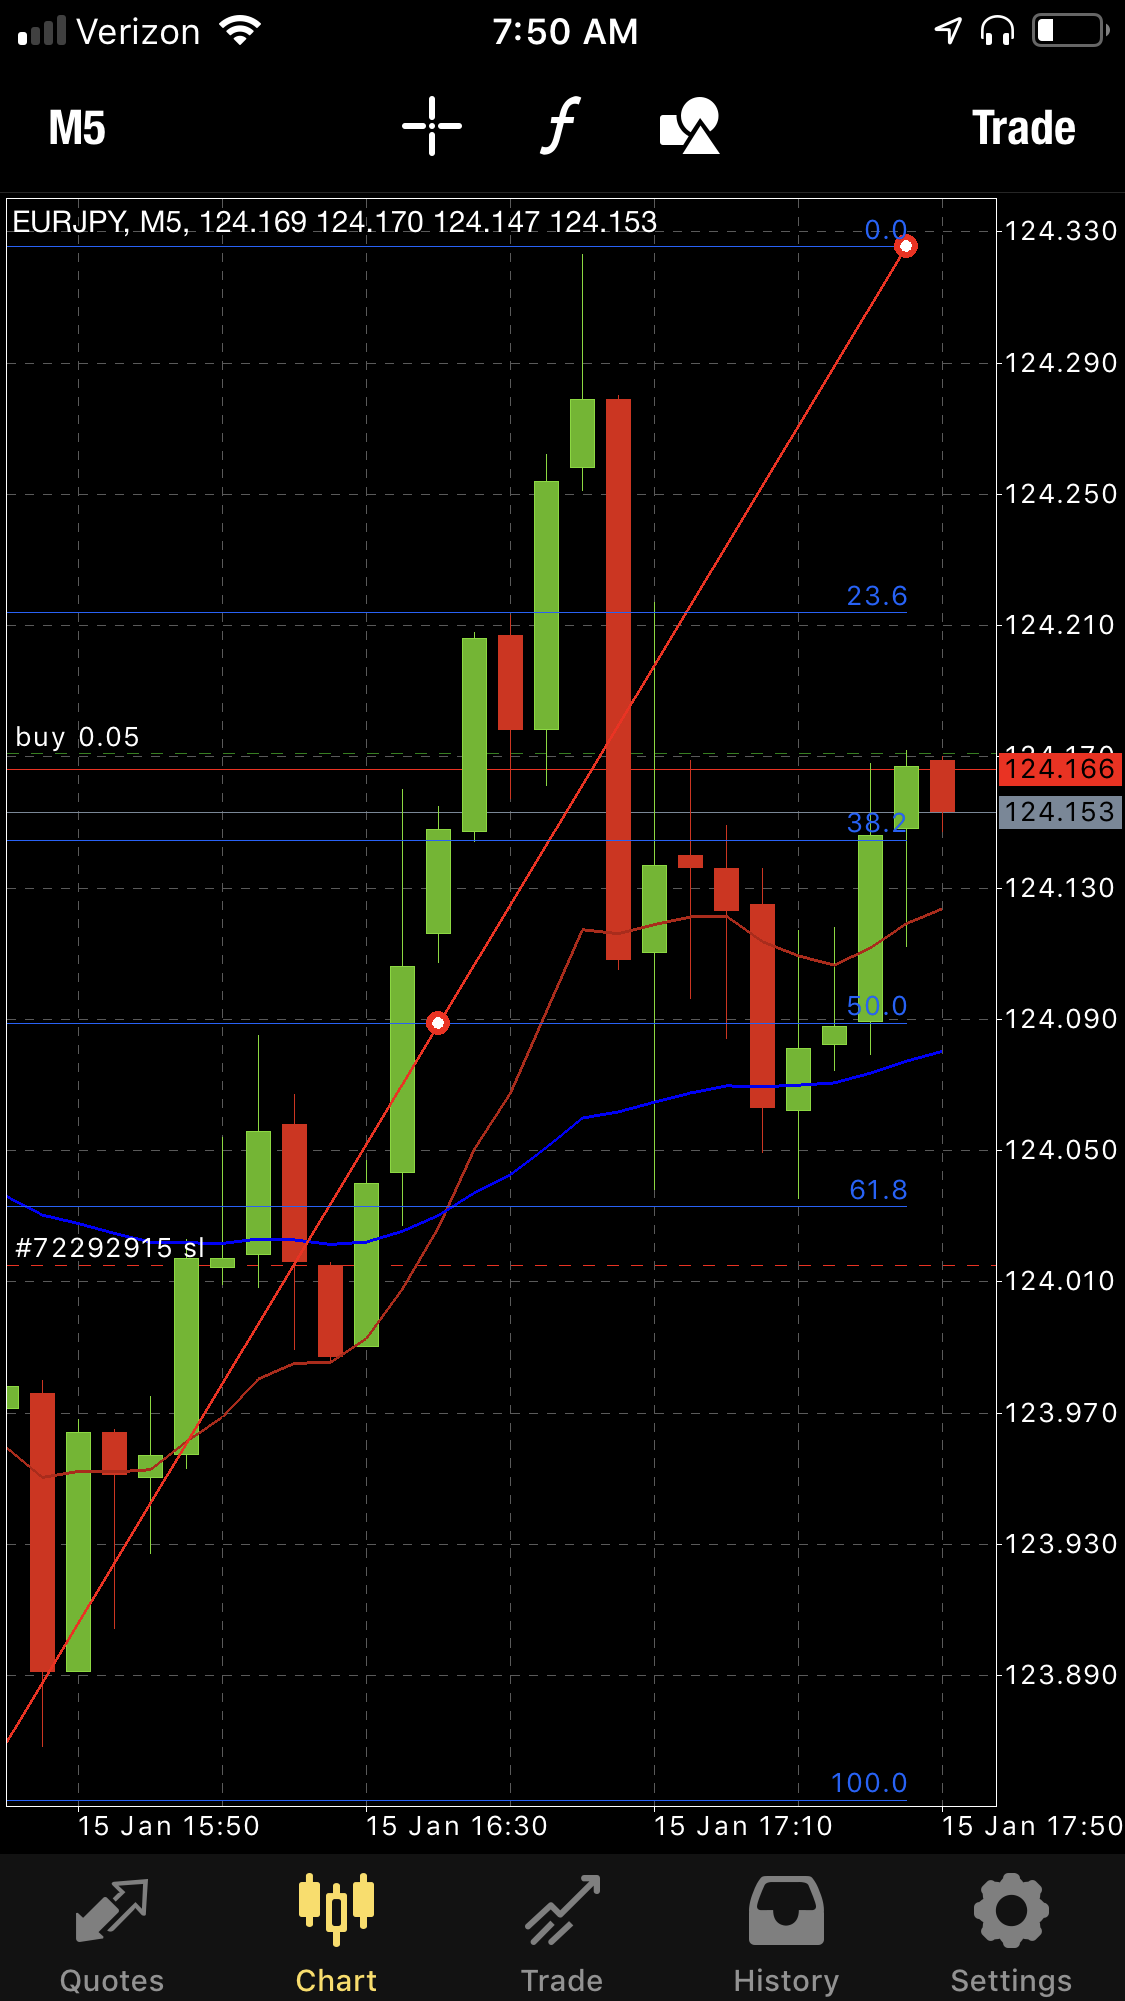 Verizon 7:50 AM
M5 f Trade
EURJPY, M5, 124.169 124.170 124.147 124.153
0.0
124.330
124.290
124.250
23.6
124.210
buy 0.05
124.170
124.166
124.153
38.2
124.130
50.0
124.090
124.050
61.8
#72292915 sl
124.010
123.970
123.930
123.890
100.0
15 Jan 15:50 15 Jan 16:30 15 Jan 17:10 15 Jan 17:50
Quotes Chart Trade History Settings